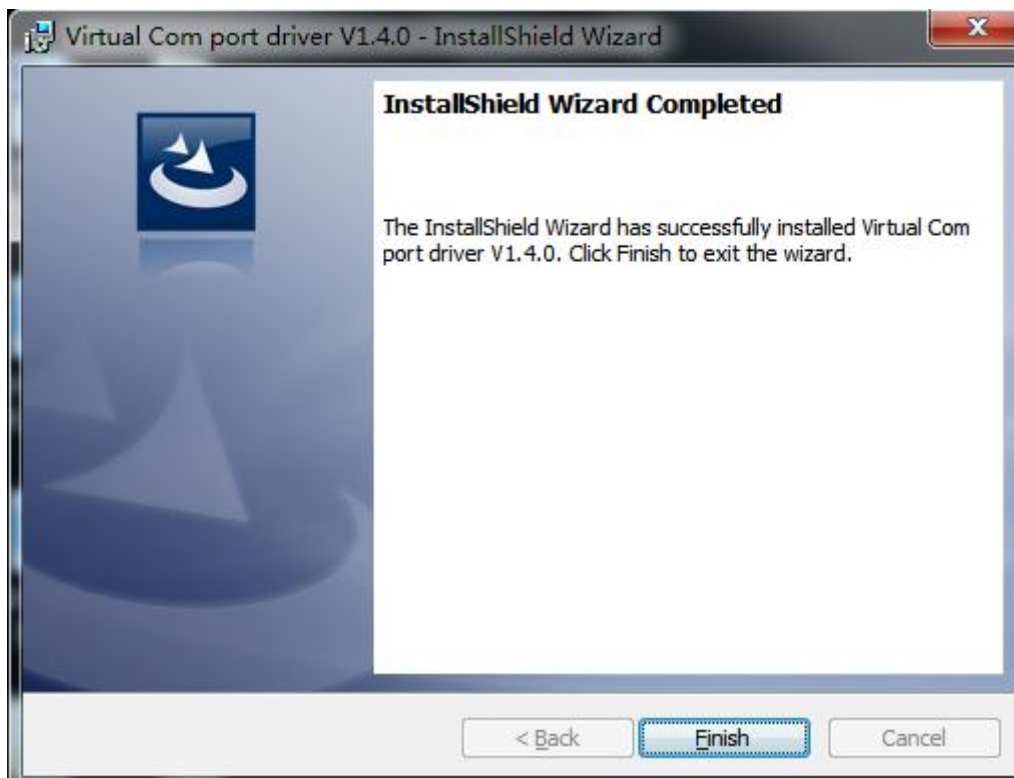 Virtual Com port driver V1.4.0 - InstallShield Wizard
InstallShield Wizard Completed
The InstallShield Wizard has successfully installed Virtual Com
port driver V1.4.0. Click Finish to exit the wizard.
< Back
Finish
Cancel